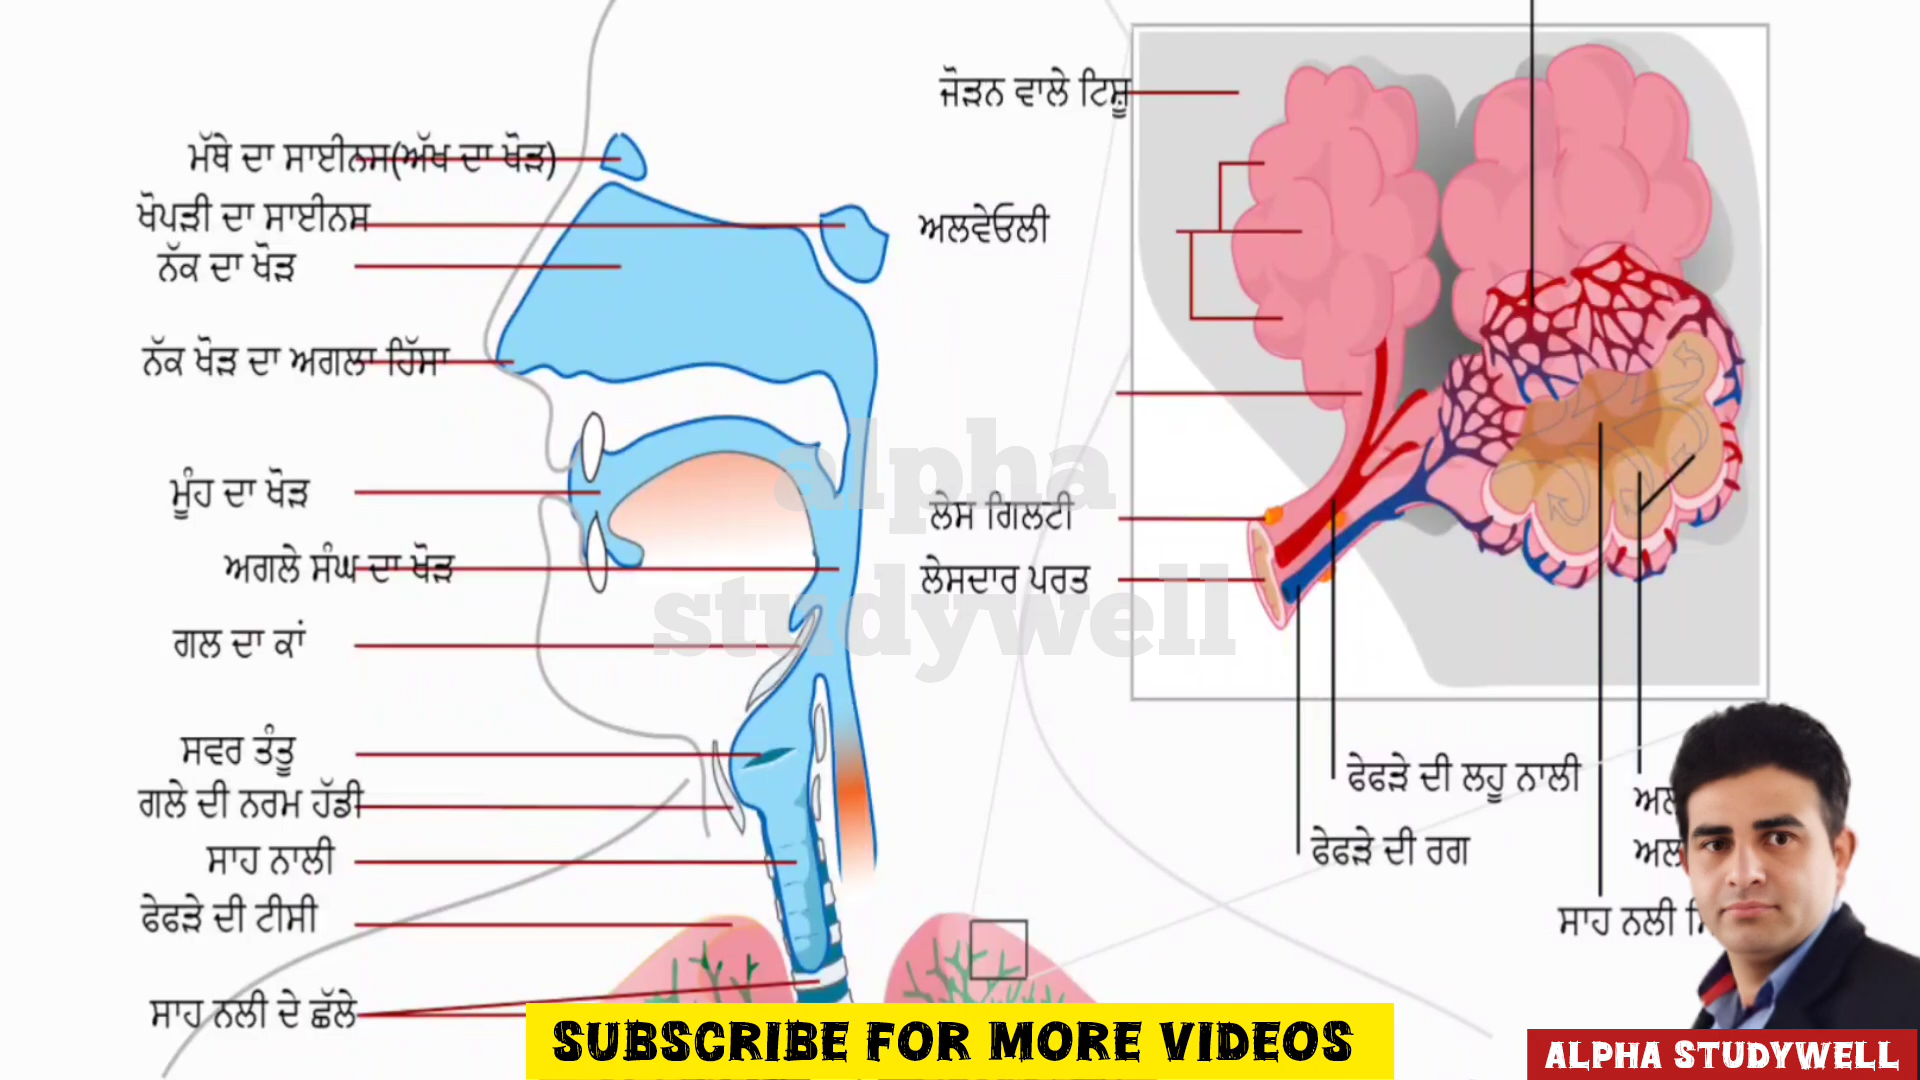 ਜੋੜਨ ਵਾਲੇ ਟਿਸ਼ੂ
ਮੱਥੇ ਦਾ ਸਾਈਨਸ(ਅੱਖ ਦਾ ਖੋੜ)
ਖੋਪੜੀ ਦਾ ਸਾਈਨਸ
ਅਲਵੇਓਲੀ
ਨੱਕ ਦਾ ਖੋੜ
ਨੱਕ ਖੋੜ ਦਾ ਅਗਲਾ ਹਿੱਸਾ
ਮੂੰਹ ਦਾ ਖੋੜ
ਲੇਸ ਗਿਲਟੀ
ਅਗਲੇ ਸੰਘ ਦਾ ਖੋੜ
ਲੇਸਦਾਰ ਪਰਤ
alpha
studywell
ਗਲ ਦਾ ਕਾਂ
ਸਵਰ ਤੰਤੂ
ਫੇਫੜੇ ਦੀ ਲਹੂ ਨਾਲੀ
ਗਲੇ ਦੀ ਨਰਮ ਹੱਡੀ
ਸਾਹ ਨਾਲੀ
ਫੇਫੜੇ ਦੀ ਰਗ
ਫੇਫੜੇ ਦੀ ਟੀਸੀ
ਸਾਹ ਨਲੀ
ਸਾਹ ਨਲੀ ਦੇ ਛੱਲੇ
SUBSCRIBE FOR MORE VIDEOS
ALPHA STUDYWELL